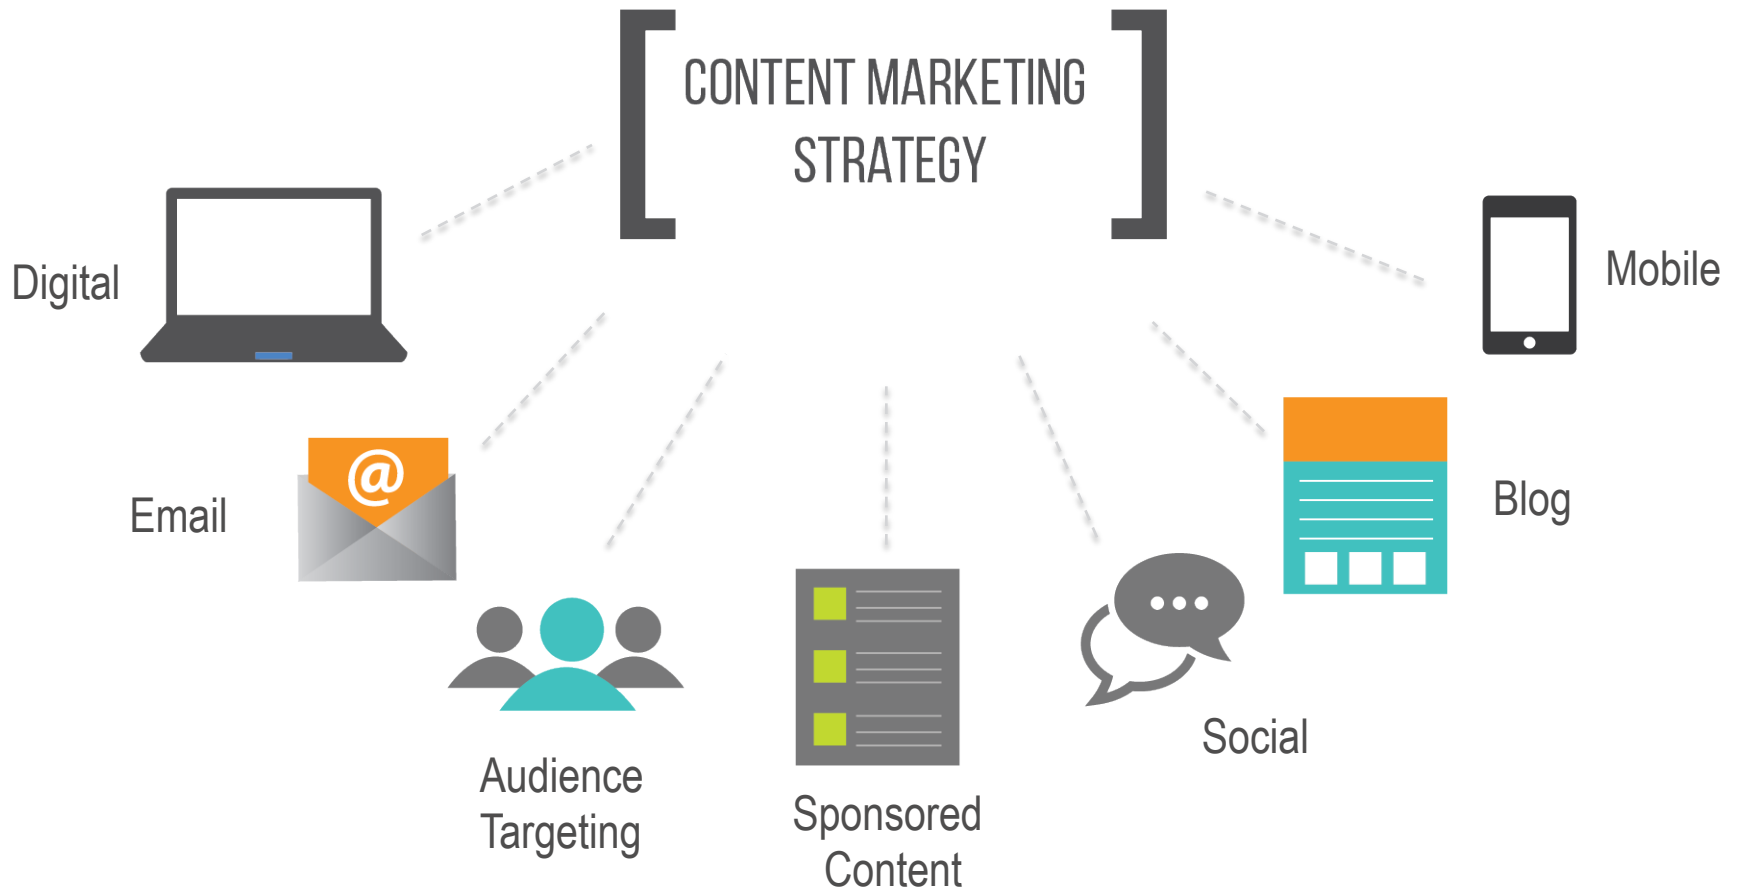 CONTENT MARKETING
STRATEGY
Digital
Mobile
@
Email
Blog
Social
Audience
Targeting
Sponsored
Content